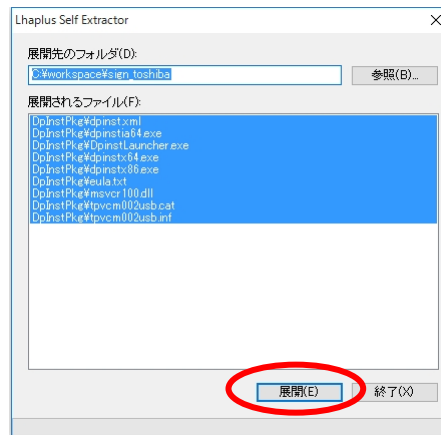 Lhaplus Self Extractor
展開先のフォルダ(D):
C:¥workspace¥sign_toshiba
参照(B)...
展開されるファイル(F):
DpInstPkg¥dpinst.xml
DpInstPkg¥dpinstia64.exe
DpInstPkg¥DpinstLauncher.exe
DpInstPkg¥dpinstx64.exe
DpInstPkg¥dpinstx86.exe
DpInstPkg¥eula.txt
DpInstPkg¥msvcr100.dll
DpInstPkg¥tpvcm002usb.cat
DpInstPkg¥tpvcm002usb.inf
展開(E)
終了(X)